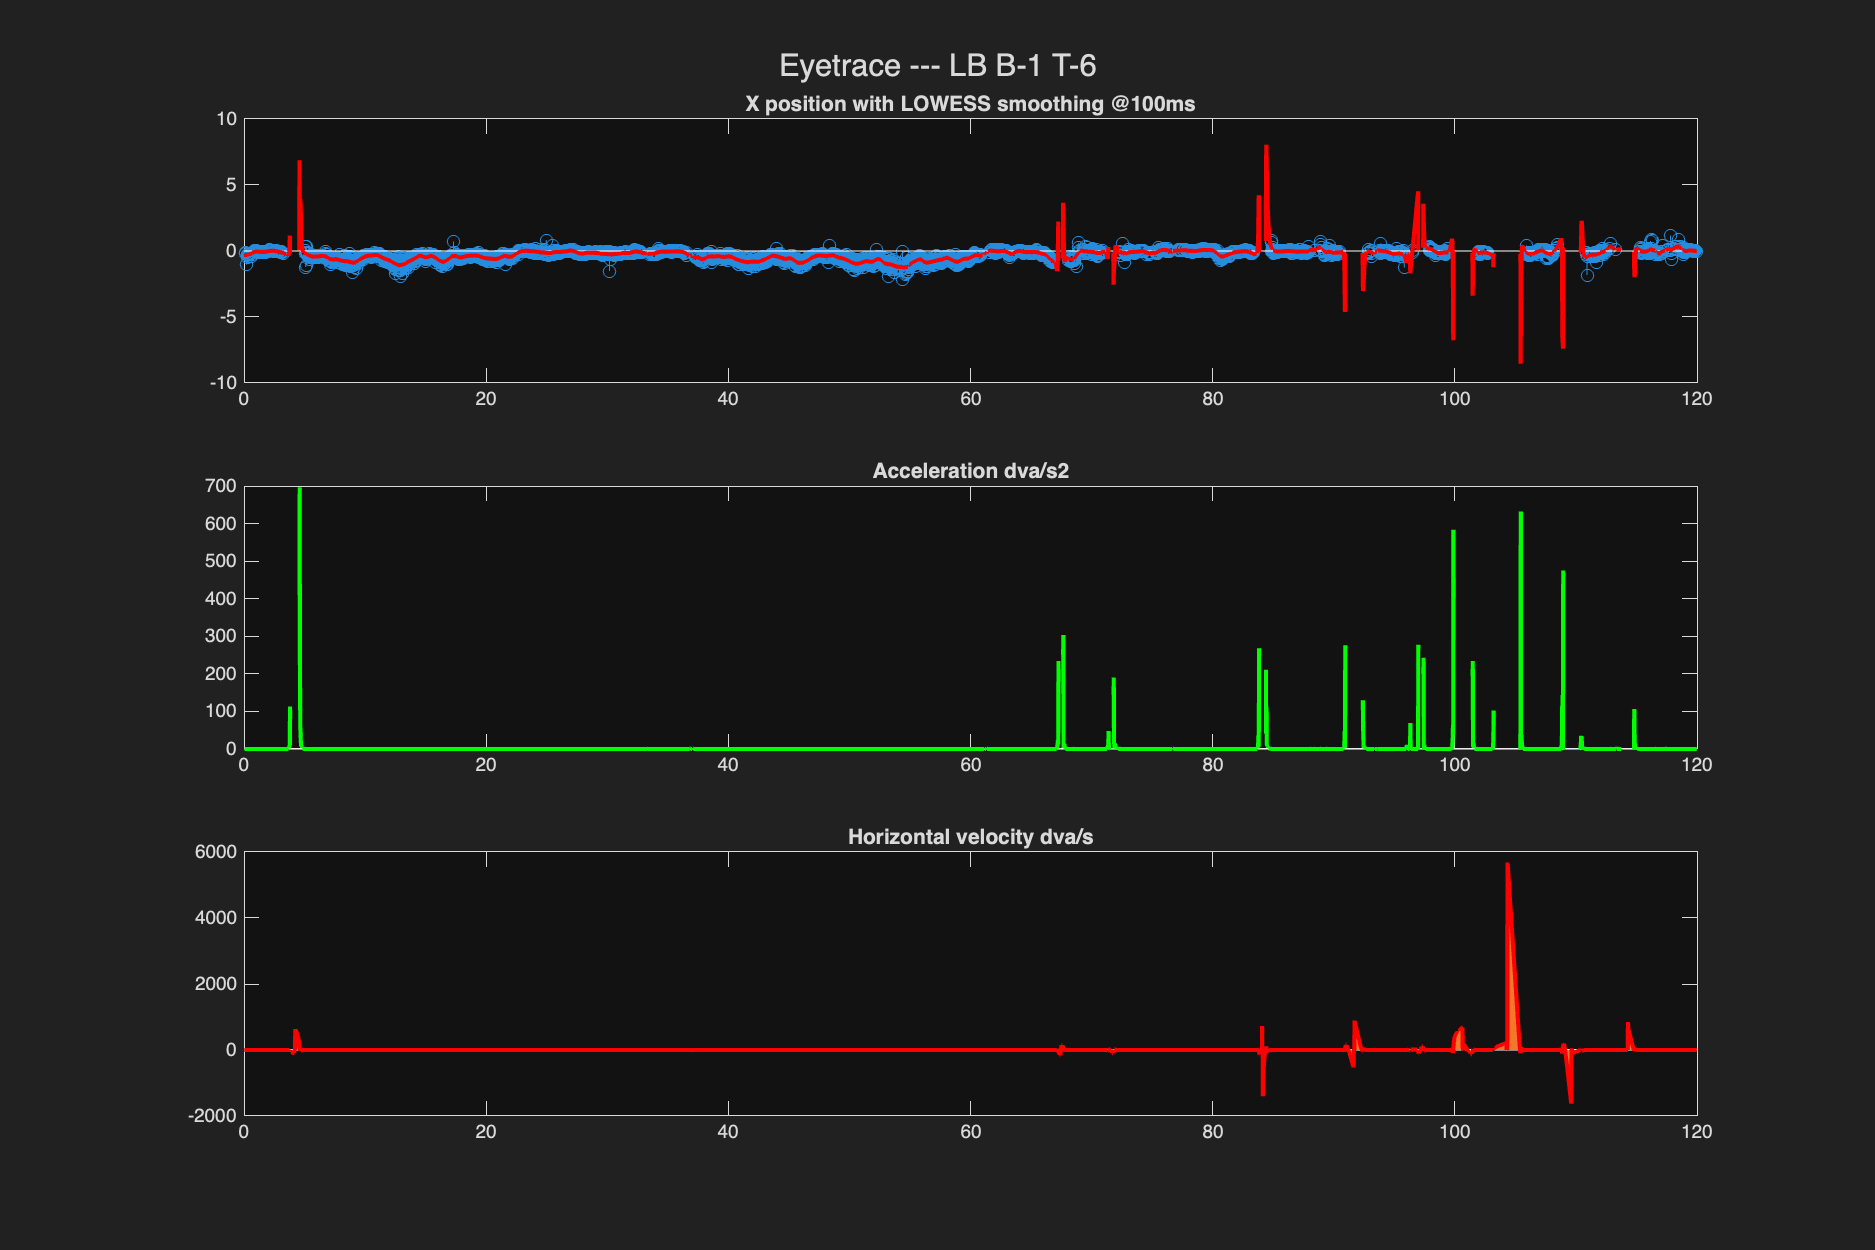 Eyetrace --- LB B-1 T-6
X position with LOWESS smoothing @100ms
10
5
0
-5
-10
0 20 40 60 80 100 120
Acceleration dva/s2
700
600
500
400
300
200
100
0
0 20 40 60 80 100 120
Horizontal velocity dva/s
6000
4000
2000
0
-2000
0 20 40 60 80 100 120